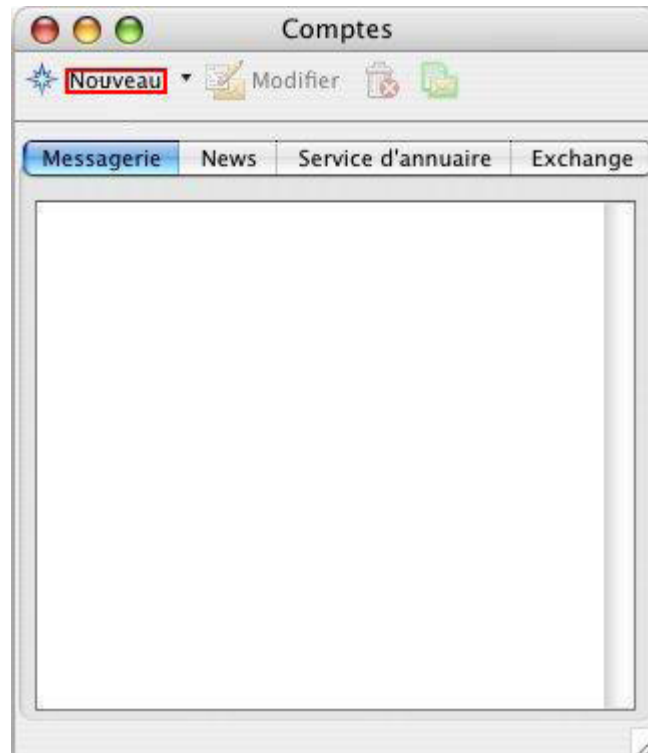 Comptes
Nouveau Modifier
Messagerie News Service d'annuaire Exchange